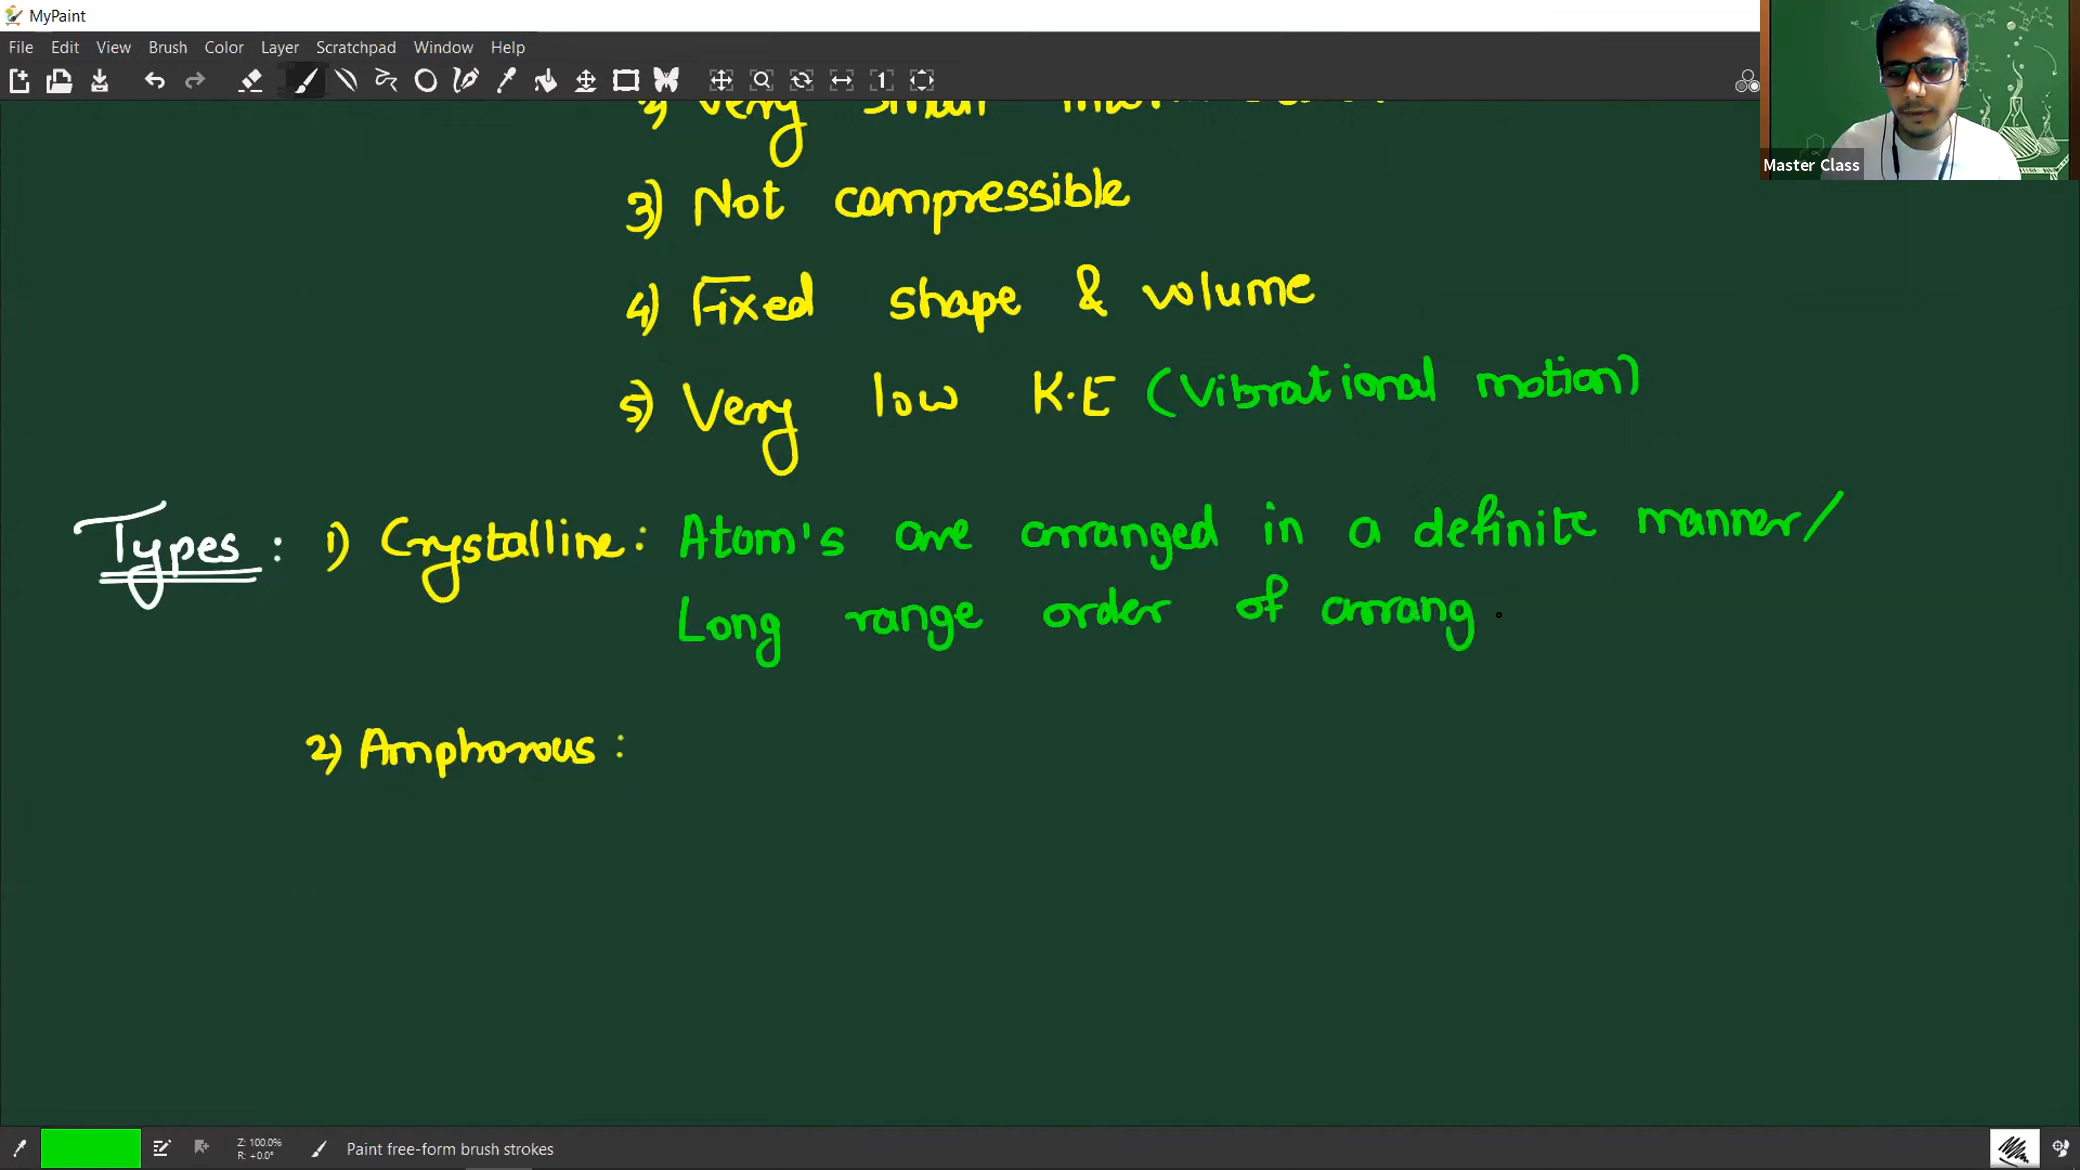 MyPaint
File Edit View Brush Color Layer Scratchpad Window Help
Master Class
Very small
3) Not compressible
4) Fixed shape & volume
5) Very low K.E (Vibrational motion)
Types : 1) Crystalline : Atom's are arranged in a definite manner/
Long range order of arrang
2) Amphorous :
Z: 100.0%
R: +0.0°
Paint free-form brush strokes